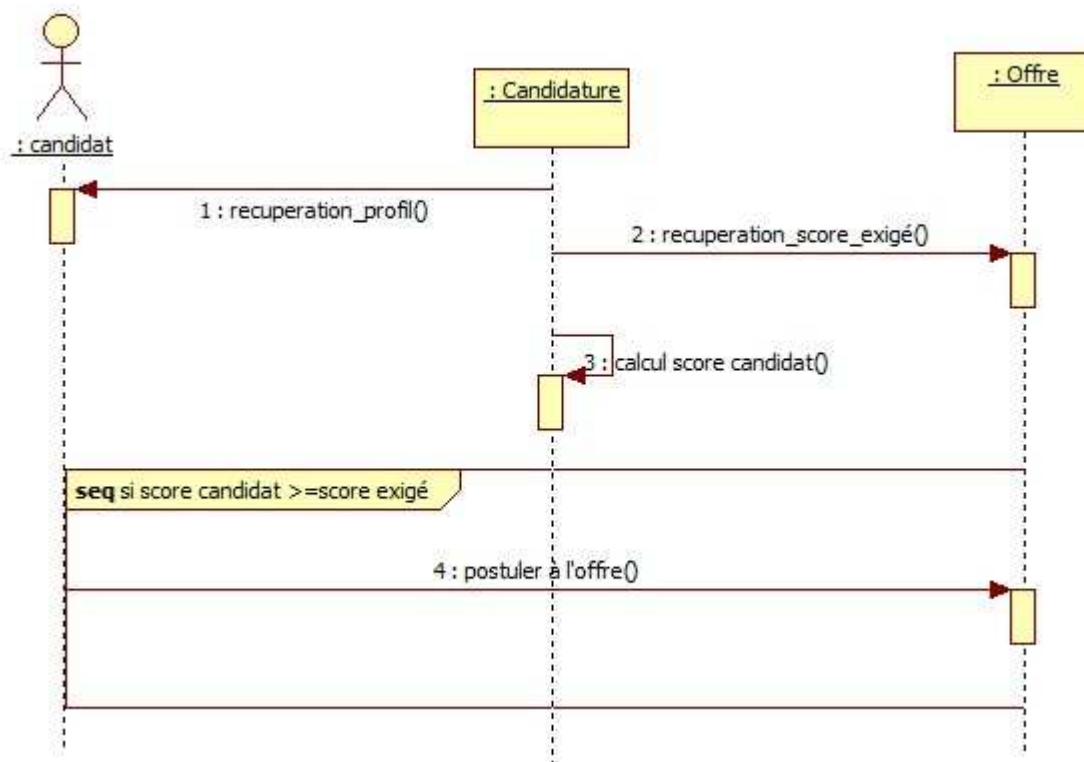 : candidat
: Candidature
: Offre
1 : recuperation_profil()
2 : recuperation_score_exigé()
3 : calcul score candidat()
seq si score candidat >=score exigé
4 : postuler à l'offre()